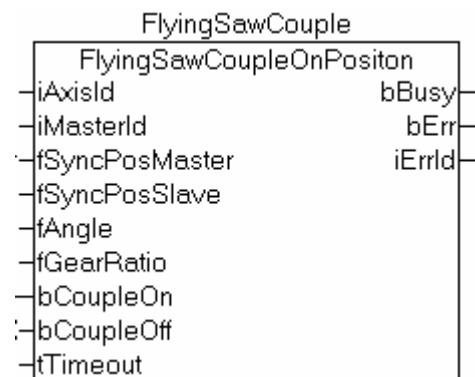 FlyingSawCouple
FlyingSawCoupleOnPositon
iAxisId bBusy
iMasterId bErr
fSyncPosMaster iErrId
fSyncPosSlave
fAngle
fGearRatio
bCoupleOn
bCoupleOff
tTimeout